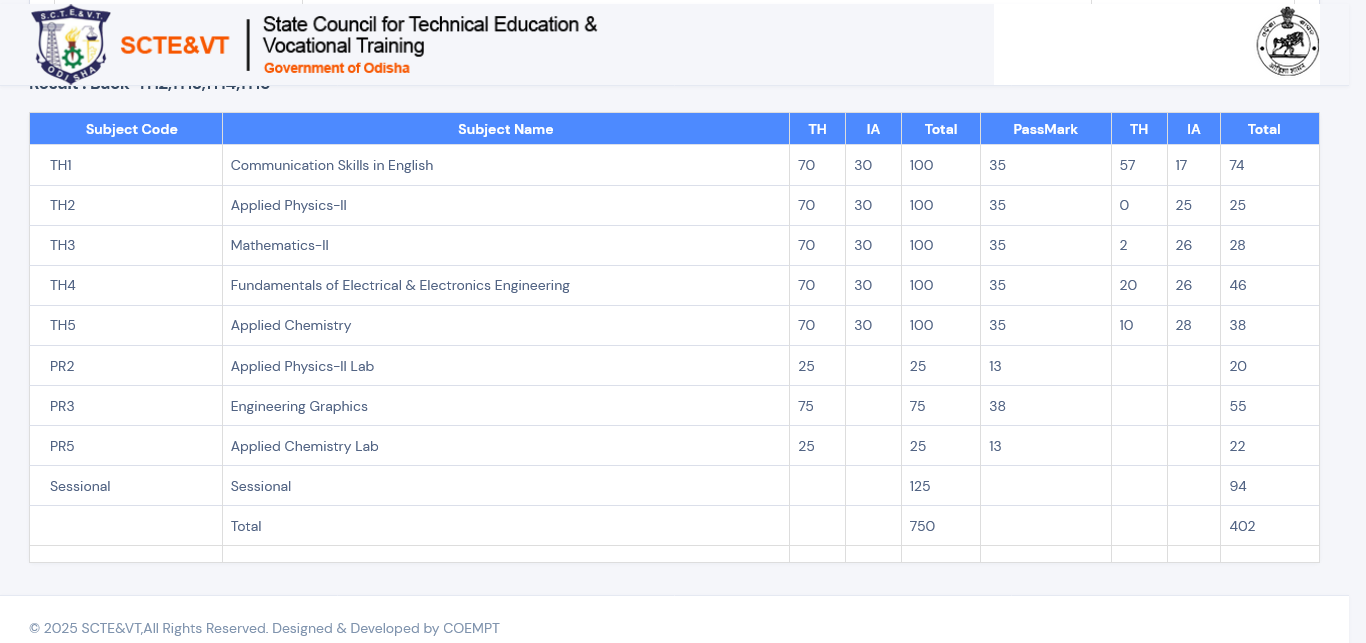 S.C.T.E.&V.T.
ODISHA
SCTE&VT
State Council for Technical Education &
Vocational Training
Government of Odisha
Subject Code Subject Name TH IA Total PassMark TH IA Total
TH1 Communication Skills in English 70 30 100 35 57 17 74
TH2 Applied Physics-II 70 30 100 35 0 25 25
TH3 Mathematics-II 70 30 100 35 2 26 28
TH4 Fundamentals of Electrical & Electronics Engineering 70 30 100 35 20 26 46
TH5 Applied Chemistry 70 30 100 35 10 28 38
PR2 Applied Physics-II Lab 25 25 13 20
PR3 Engineering Graphics 75 75 38 55
PR5 Applied Chemistry Lab 25 25 13 22
Sessional Sessional 125 94
Total 750 402
© 2025 SCTE&VT,All Rights Reserved. Designed & Developed by COEMPT